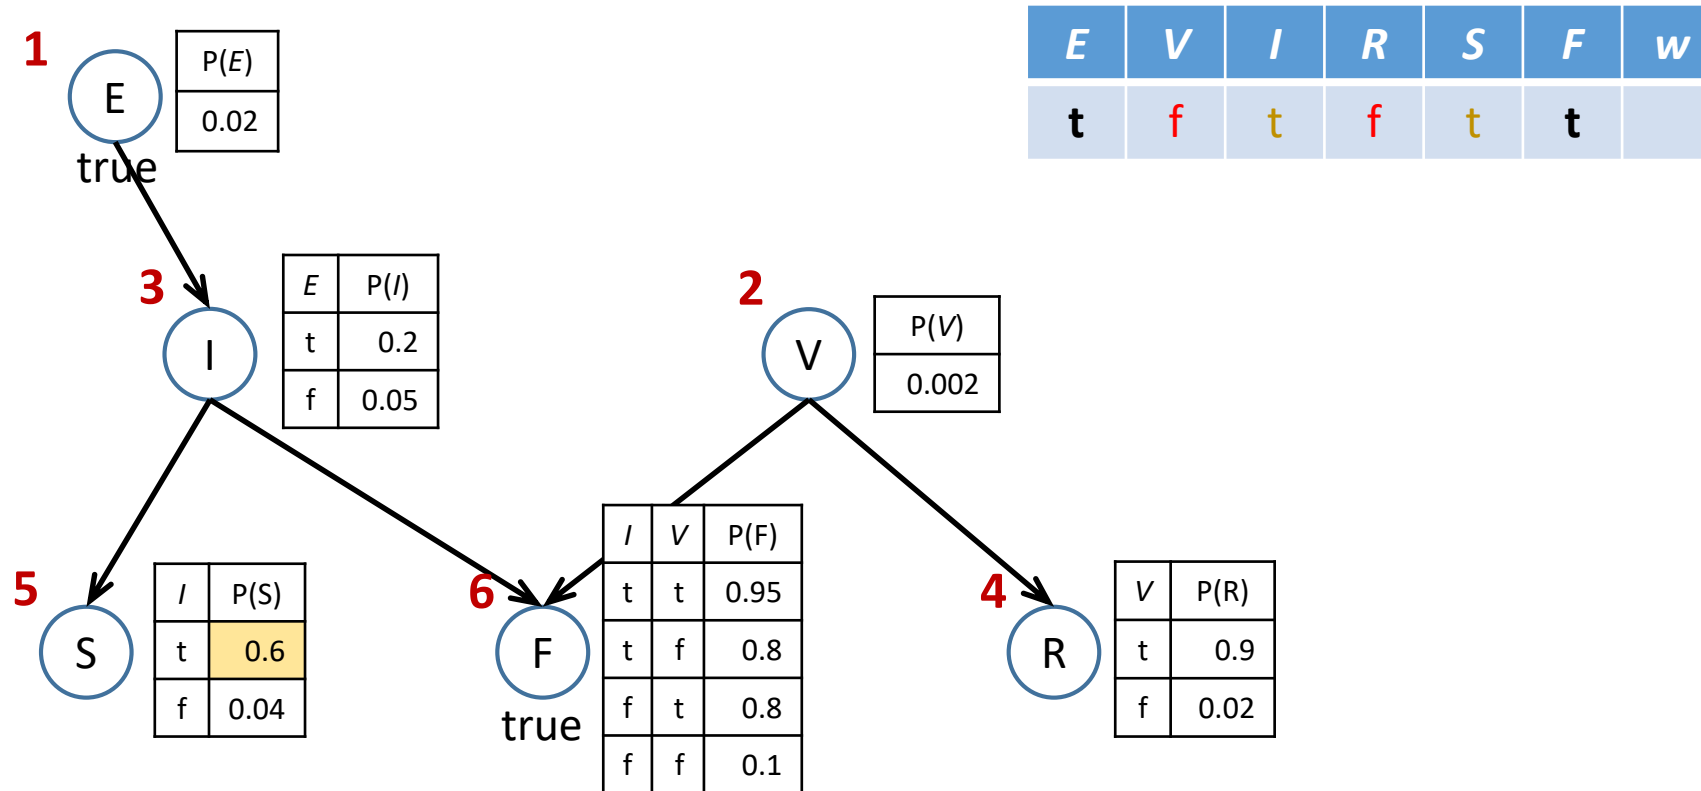 E V I R S F w
t f t f t t
1
E
true
P(E)
0.02
3
I
E P(I)
t 0.2
f 0.05
2
V
P(V)
0.002
5
S
I P(S)
t 0.6
f 0.04
6
F
true
I V P(F)
t t 0.95
t f 0.8
f t 0.8
f f 0.1
4
R
V P(R)
t 0.9
f 0.02